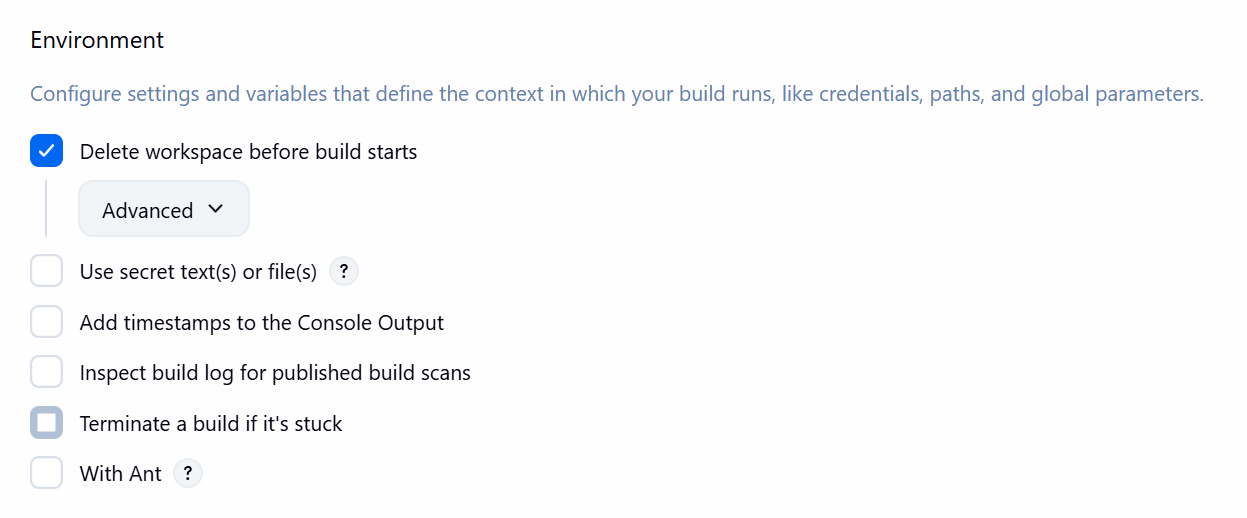 Environment
Configure settings and variables that define the context in which your build runs, like credentials, paths, and global parameters.
Delete workspace before build starts
Advanced
Use secret text(s) or file(s) ?
Add timestamps to the Console Output
Inspect build log for published build scans
Terminate a build if it's stuck
With Ant ?